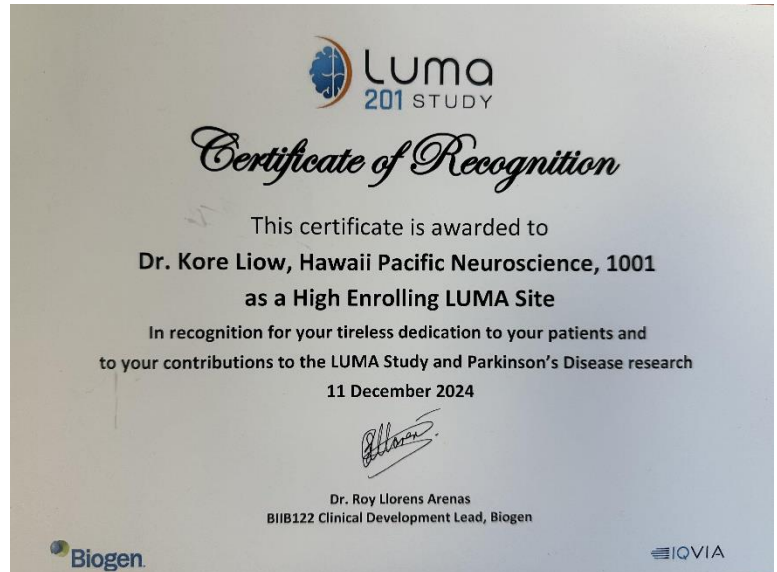 Luma
201 STUDY
Certificate of Recognition
This certificate is awarded to
Dr. Kore Liow, Hawaii Pacific Neuroscience, 1001
as a High Enrolling LUMA Site
In recognition for your tireless dedication to your patients and
to your contributions to the LUMA Study and Parkinson's Disease research
11 December 2024
Dr. Roy Llorens Arenas
BIIB122 Clinical Development Lead, Biogen
Biogen.
IQVIA